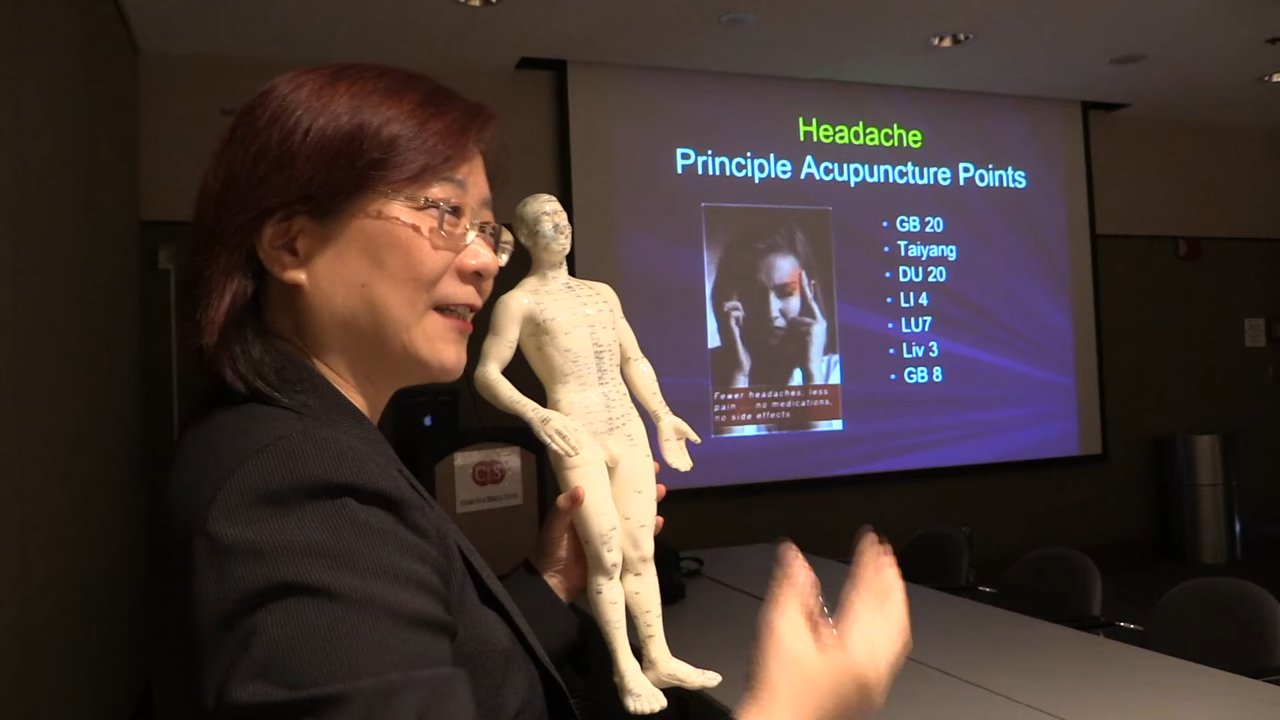 Headache
Principle Acupuncture Points
• GB 20
• Taiyang
• DU 20
• LI 4
• LU7
• Liv 3
• GB 8
Fewer headaches, less
pain ... no medications,
no side effects.
CIS